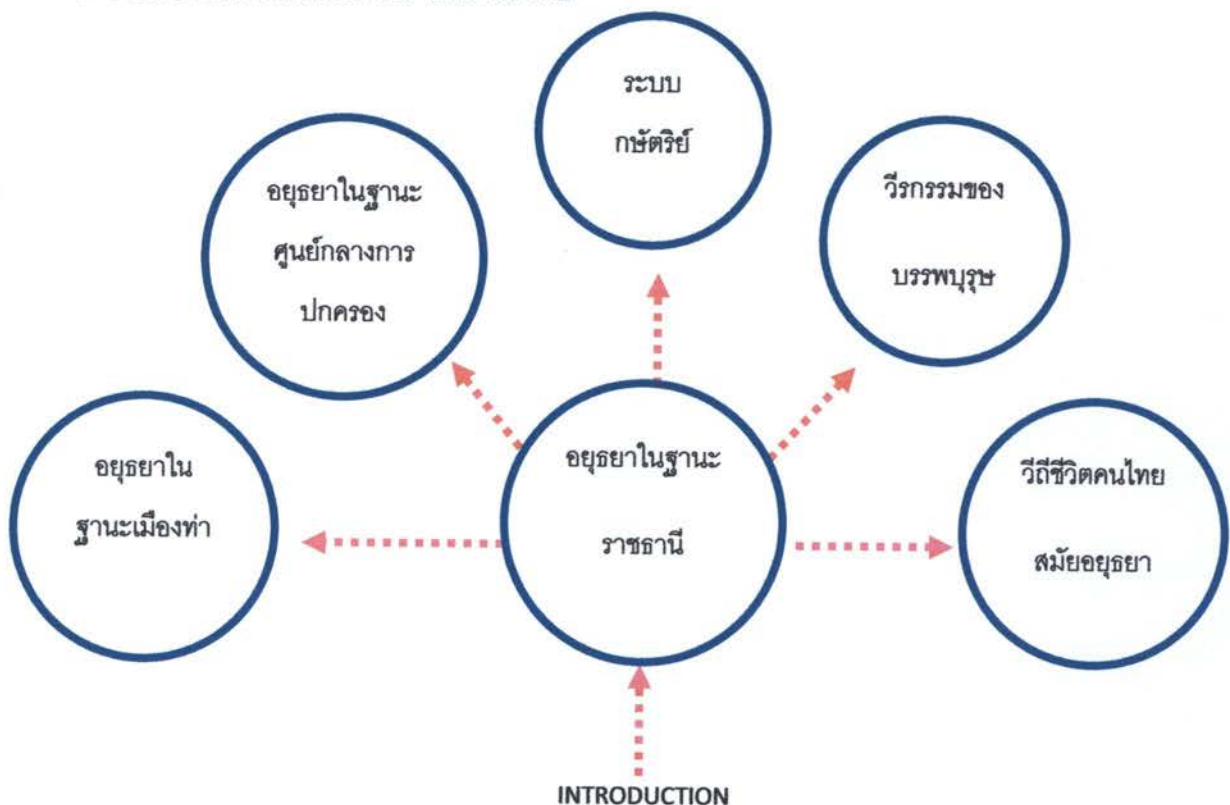 ระบบ
กษัตริย์
อยุธยาในฐานะ
ศูนย์กลางการ
ปกครอง
วีรกรรมของ
บรรพบุรุษ
อยุธยาใน
ฐานะเมืองท่า
อยุธยาในฐานะ
ราชธานี
วีถีชีวิตคนไทย
สมัยอยุธยา
INTRODUCTION